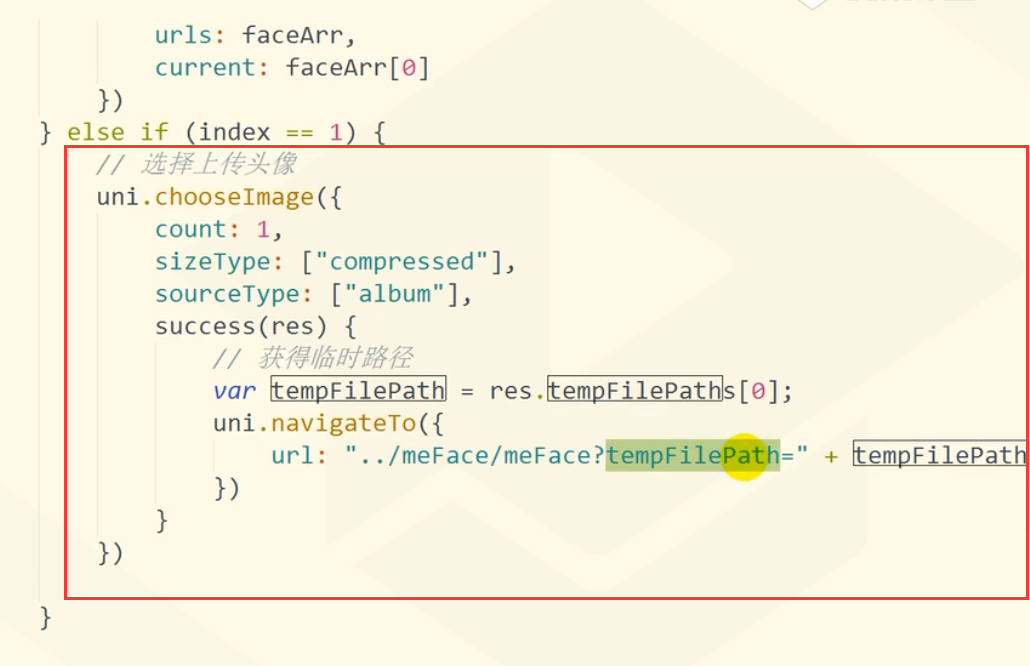 urls: faceArr,
current: faceArr[0]
})
} else if (index == 1) {
// 选择上传头像
uni.chooseImage({
count: 1,
sizeType: ["compressed"],
sourceType: ["album"],
success(res) {
// 获得临时路径
var tempFilePath = res.tempFilePaths[0];
uni.navigateTo({
url: "../meFace/meFace?tempFilePath=" + tempFilePath
})
}
})
}